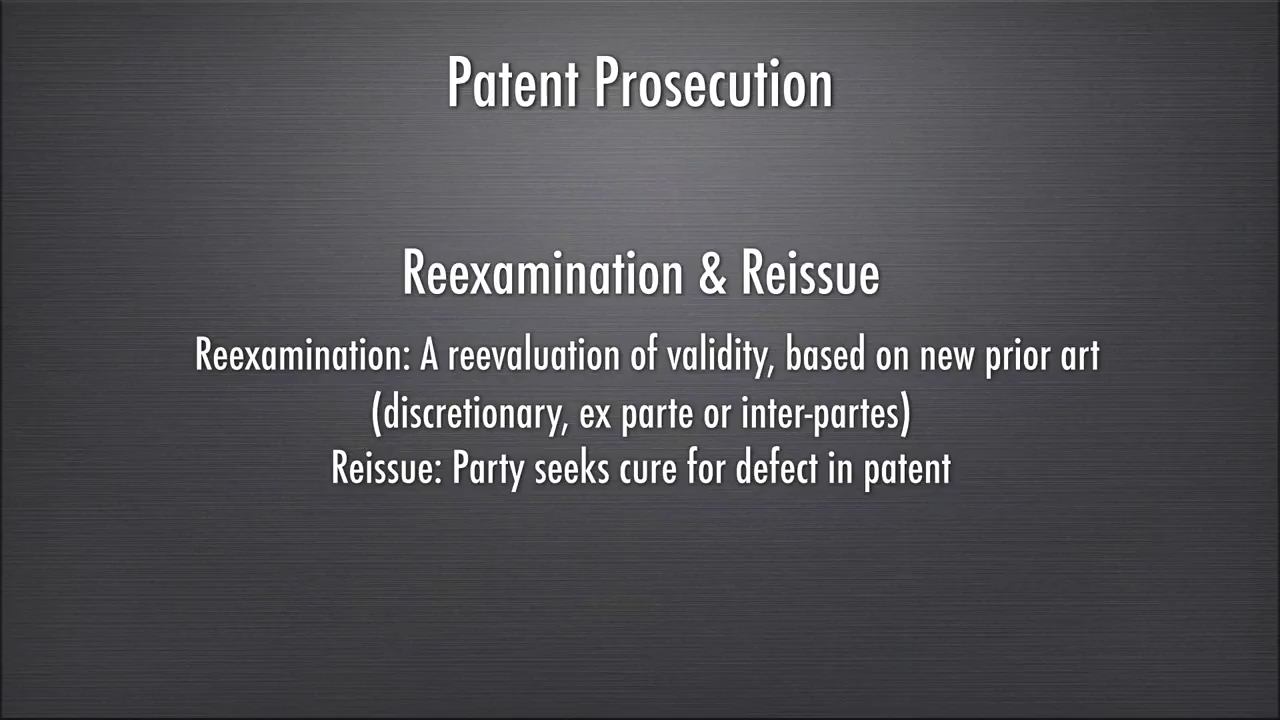 Patent Prosecution
Reexamination & Reissue
Reexamination: A reevaluation of validity, based on new prior art
(discretionary, ex parte or inter-partes)
Reissue: Party seeks cure for defect in patent